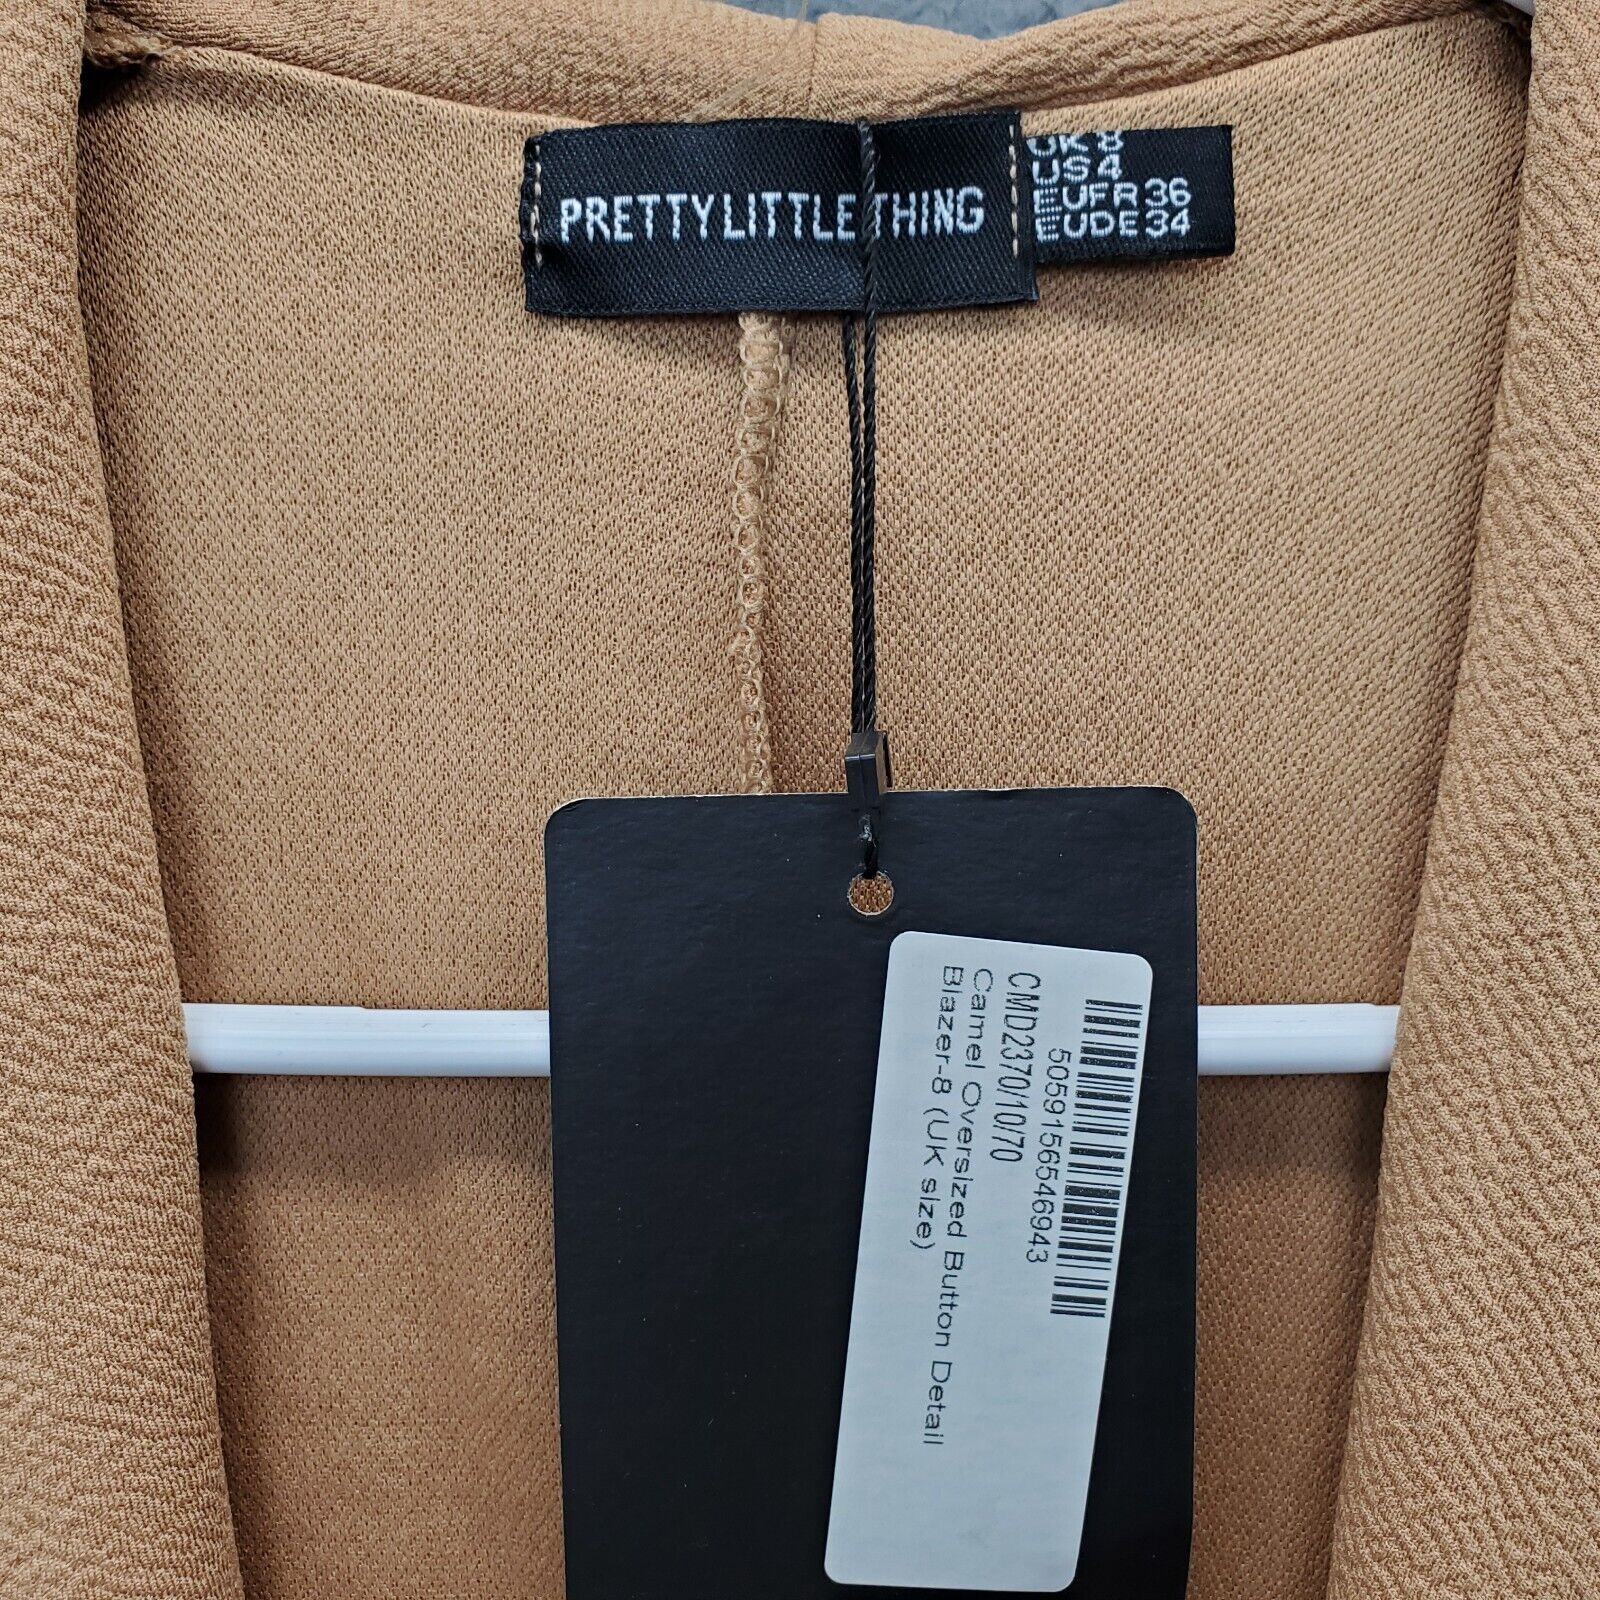 PRETTYLITTLETHING
UK 8
US 4
EUFR 36
EUDE 34
5059156546943
CMD2370/10/70
Camel Oversized Button Detail
Blazer-8 (UK size)